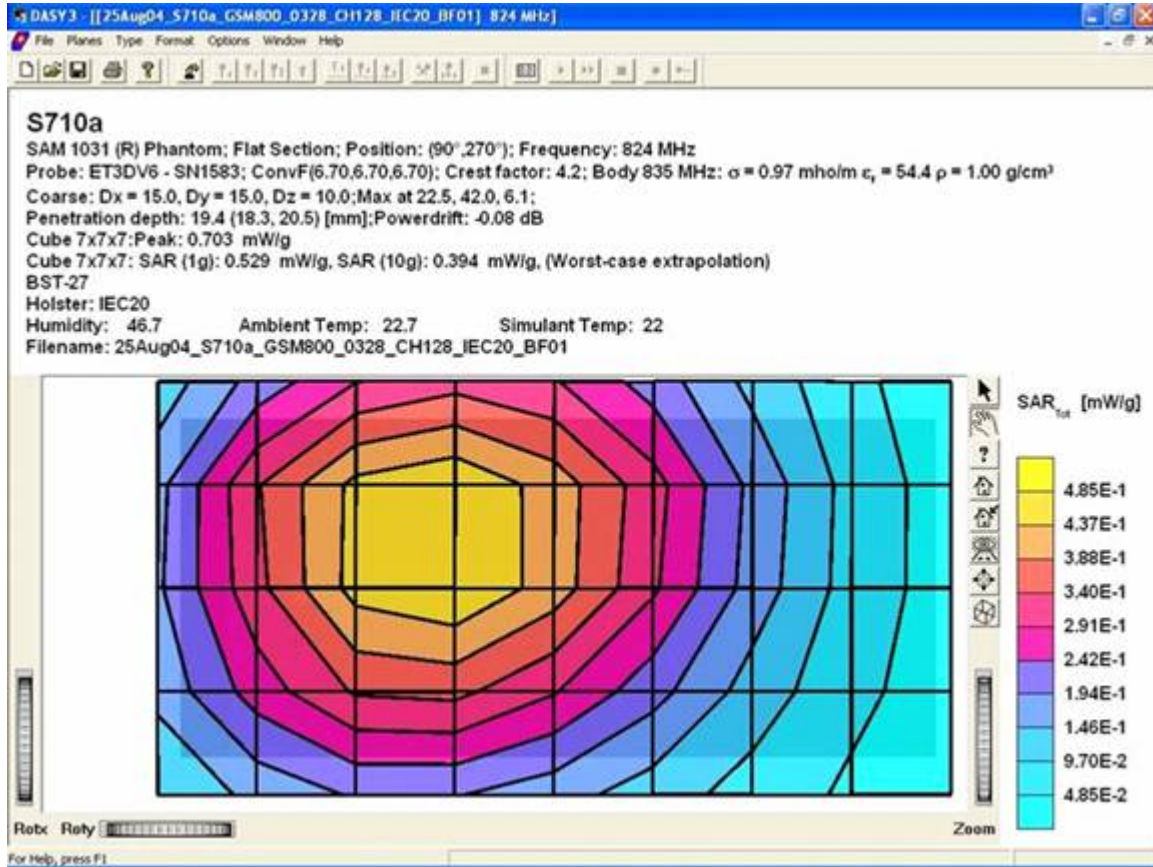 DASY3 - [[25Aug04_S710a_GSM800_0328_CH128_IEC20_BF01] 824 MHz]
File Planes Type Format Options Window Help
S710a
SAM 1031 (R) Phantom; Flat Section; Position: (90°,270°); Frequency: 824 MHz
Probe: ET3DV6 - SN1583; ConvF(6.70,6.70,6.70); Crest factor: 4.2; Body 835 MHz: σ = 0.97 mho/m εr = 54.4 ρ = 1.00 g/cm³
Coarse: Dx = 15.0, Dy = 15.0, Dz = 10.0;Max at 22.5, 42.0, 6.1;
Penetration depth: 19.4 (18.3, 20.5) [mm];Powerdrift: -0.08 dB
Cube 7x7x7:Peak: 0.703 mW/g
Cube 7x7x7: SAR (1g): 0.529 mW/g, SAR (10g): 0.394 mW/g, (Worst-case extrapolation)
BST-27
Holster: IEC20
Humidity: 46.7 Ambient Temp: 22.7 Simulant Temp: 22
Filename: 25Aug04_S710a_GSM800_0328_CH128_IEC20_BF01
SARTot [mW/g]
4.85E-1
4.37E-1
3.88E-1
3.40E-1
2.91E-1
2.42E-1
1.94E-1
1.46E-1
9.70E-2
4.85E-2
Rotx Roty Zoom
For Help, press F1